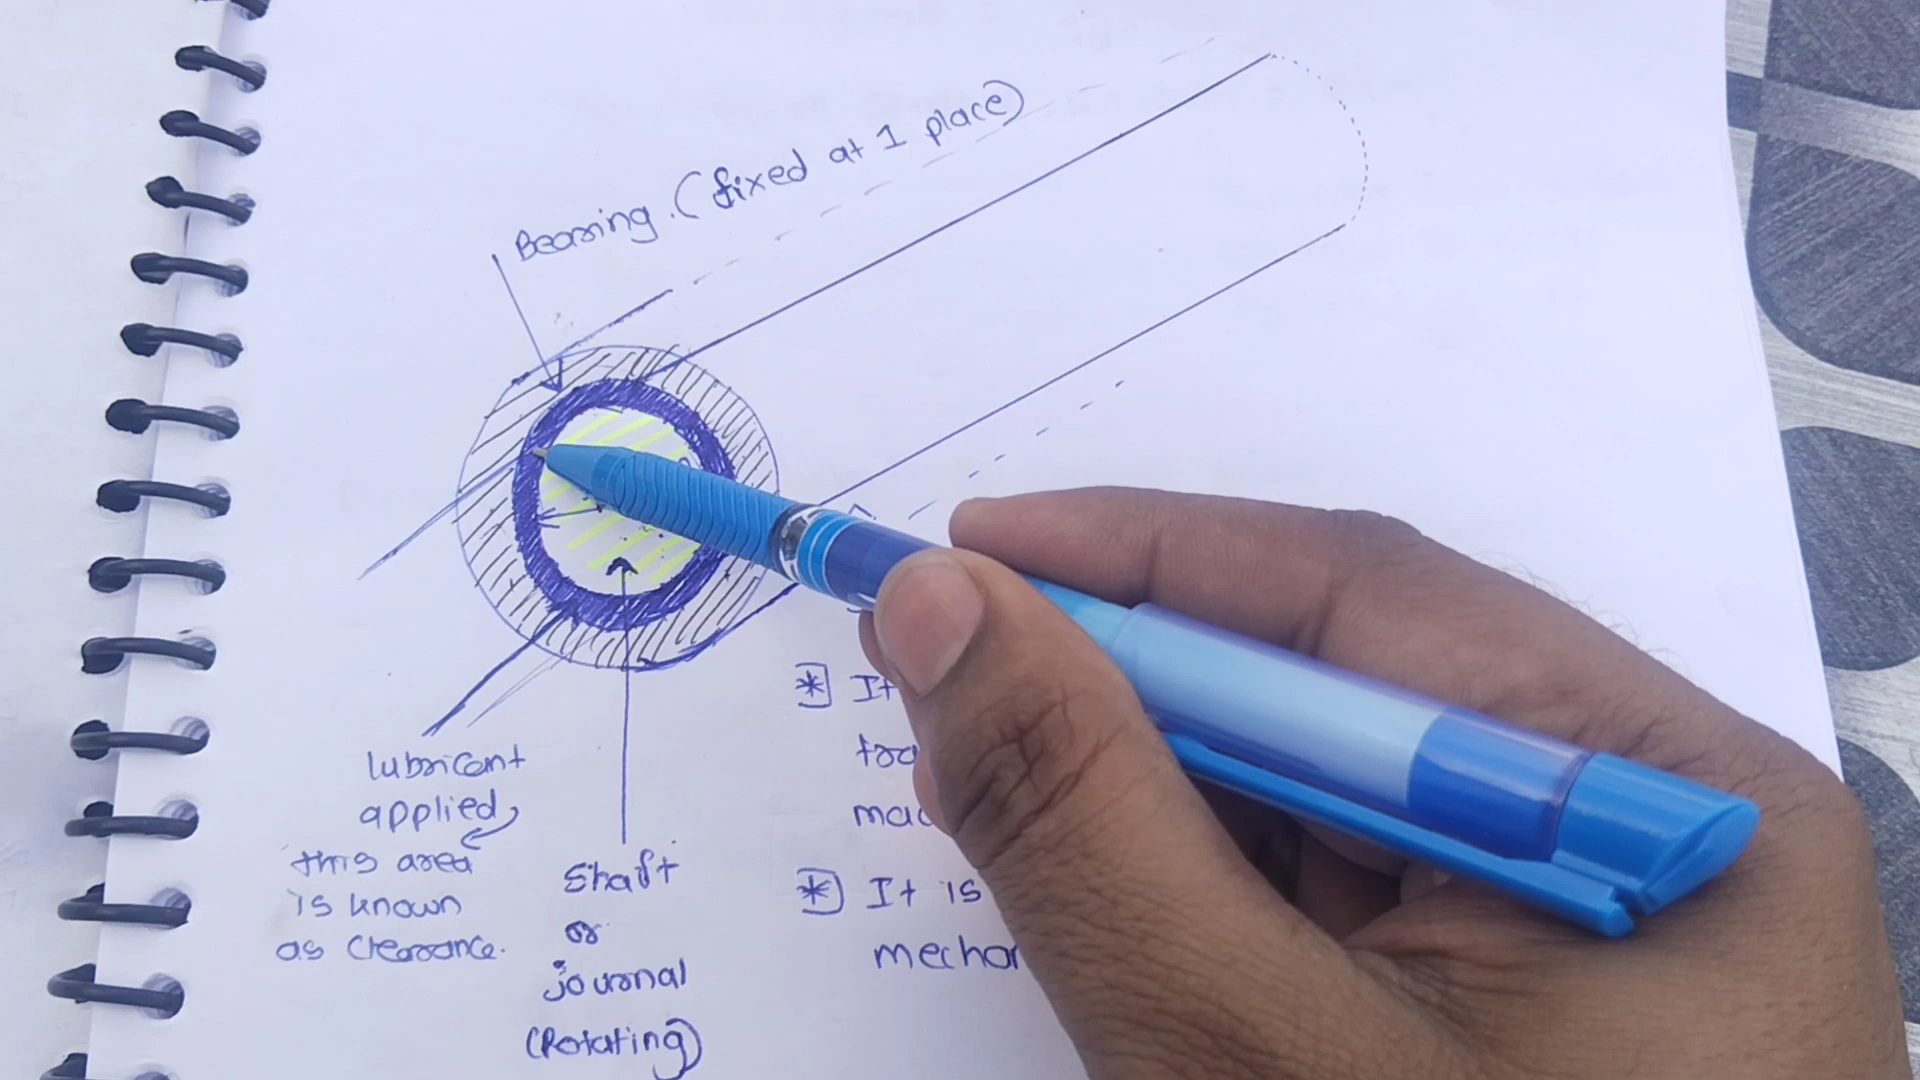 Bearing. (fixed at 1 place)
lubricant
applied
this area
is known
as Clearance.
Shaft
or
journal
(Rotating)
* It
* It is